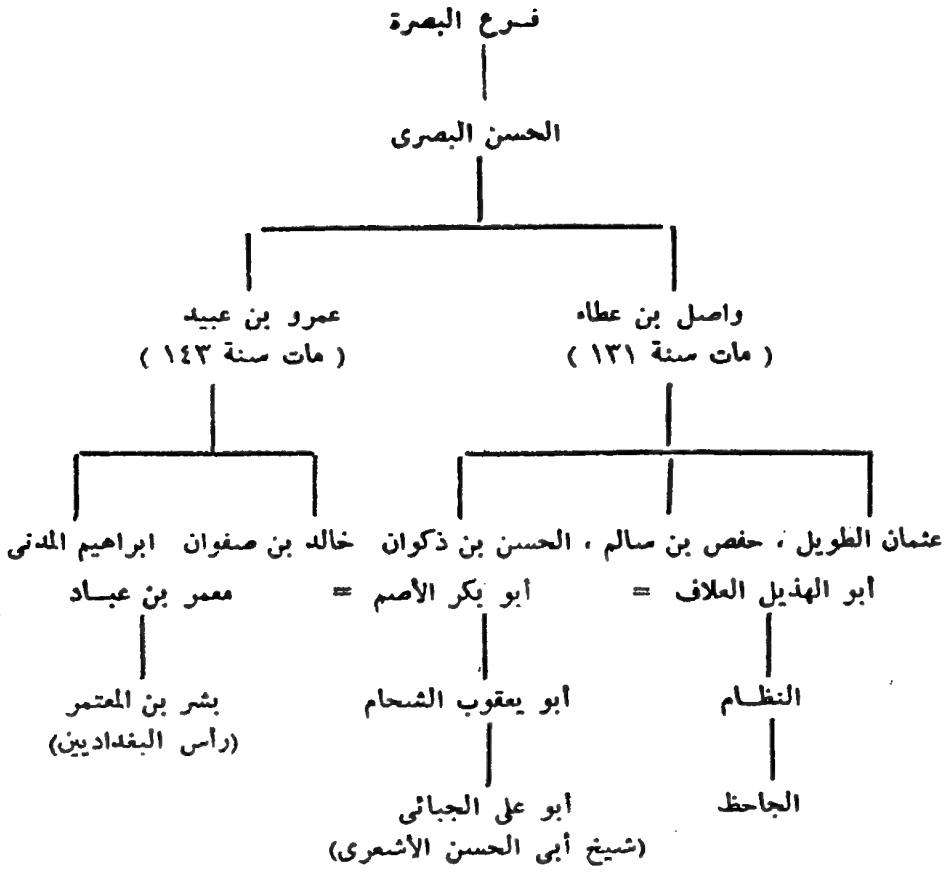 فرع البصرة
الحسن البصرى
واصل بن عطاء عمرو بن عبيد
( مات سنة ١٣١ ) ( مات سنة ١٤٣ )
عثمان الطويل ، حفص بن سالم ، الحسن بن ذكوان خالد بن صفوان ابراهيم المدنى
أبو الهذيل العلاف = أبو بكر الأصم = معمر بن عباد
النظام أبو يعقوب الشحام بشر بن المعتمر
(رأس البغداديين)
الجاحظ أبو على الجبائى
(شيخ أبى الحسن الأشعرى)